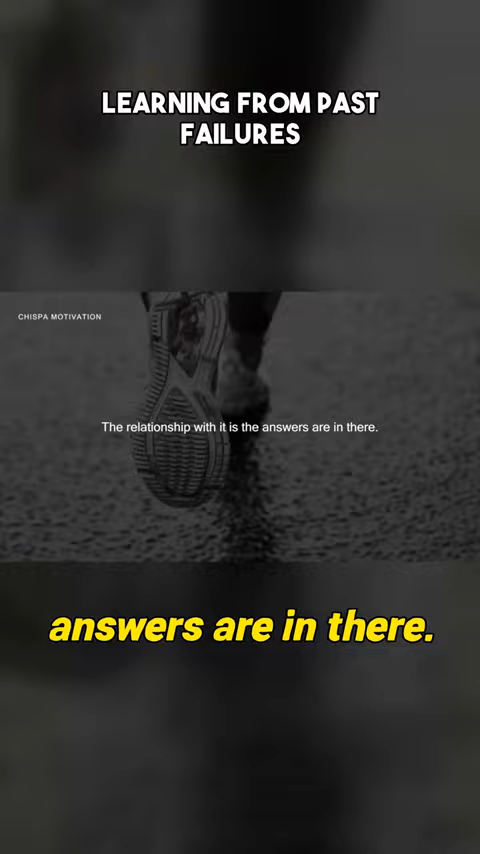 LEARNING FROM PAST
FAILURES
CHISPA MOTIVATION
The relationship with it is the answers are in there.
answers are in there.